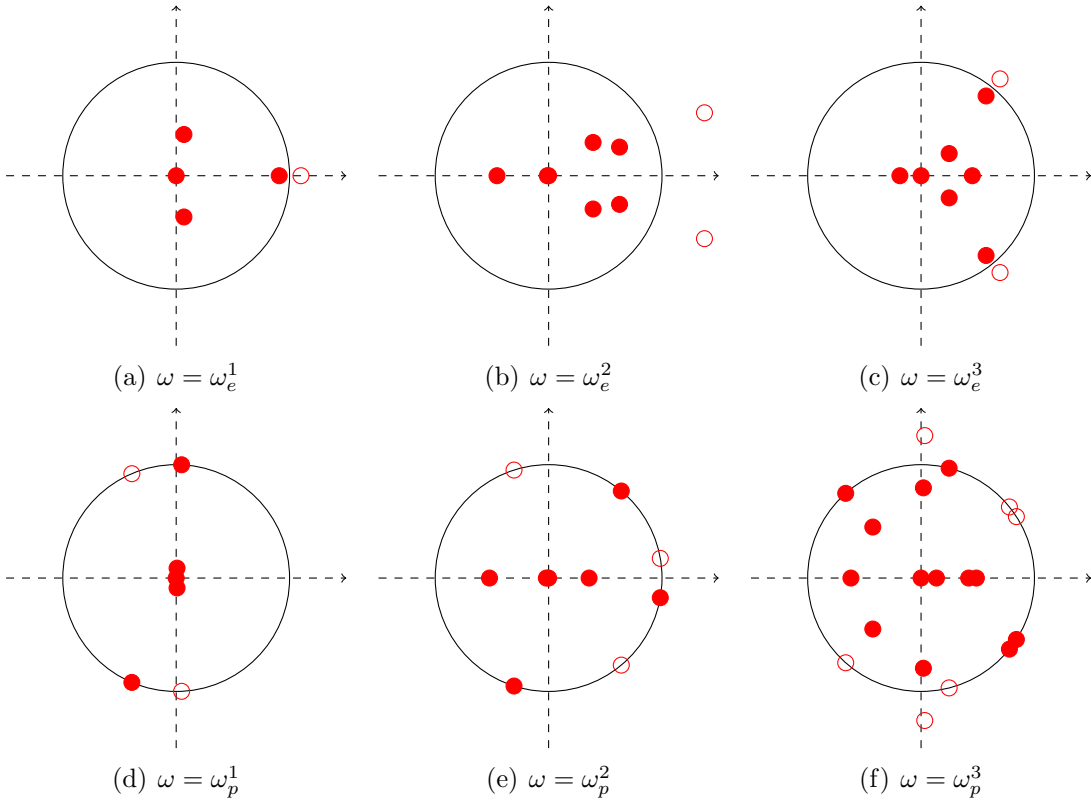 (a) ω = ω_e^1
(b) ω = ω_e^2
(c) ω = ω_e^3
(d) ω = ω_p^1
(e) ω = ω_p^2
(f) ω = ω_p^3